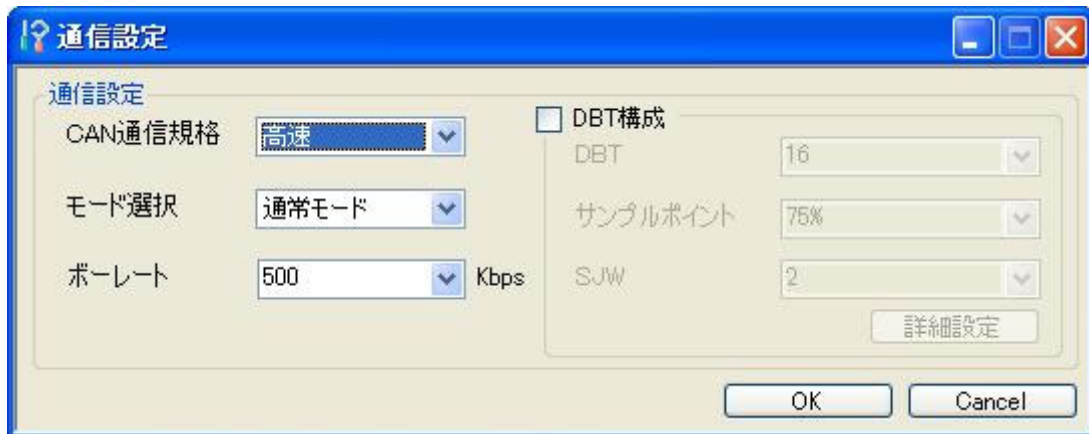 通信設定
通信設定
CAN通信規格 高速
モード選択 通常モード
ボーレート 500 Kbps
DBT構成
DBT 16
サンプルポイント 75%
SJW 2
詳細設定
OK Cancel